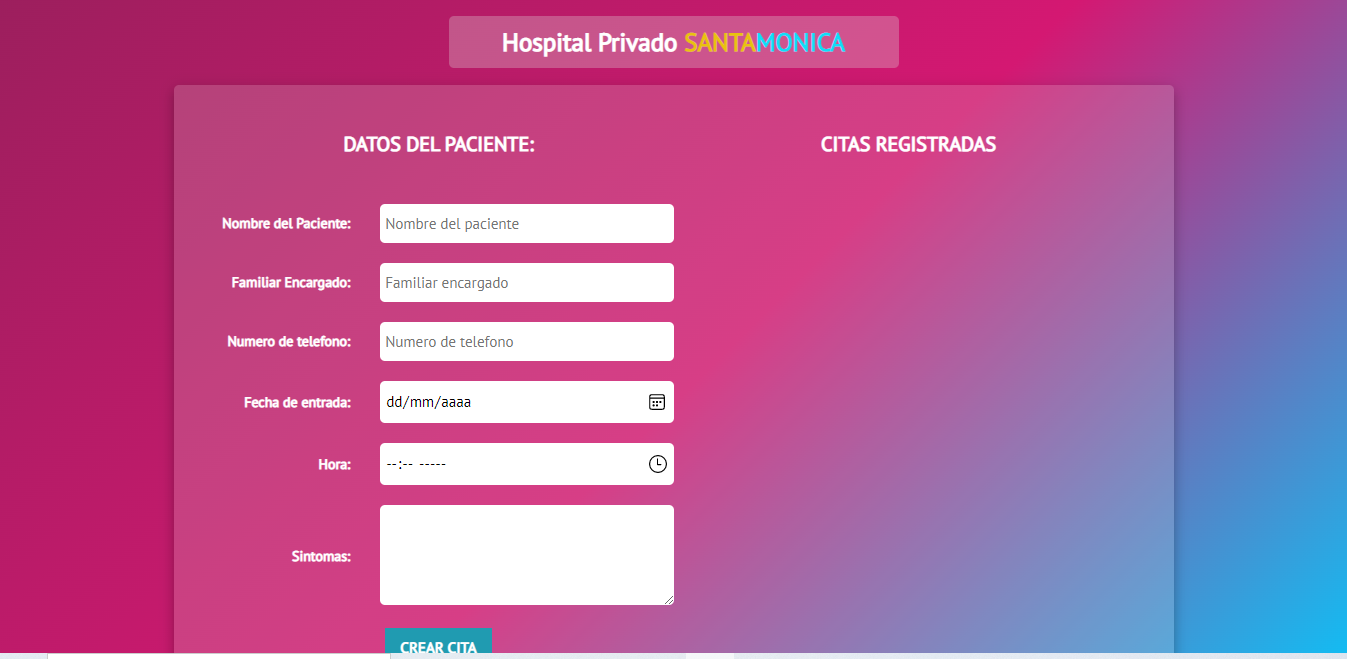 Hospital Privado SANTAMONICA
DATOS DEL PACIENTE:
CITAS REGISTRADAS
Nombre del Paciente: Nombre del paciente
Familiar Encargado: Familiar encargado
Numero de telefono: Numero de telefono
Fecha de entrada: dd/mm/aaaa
Hora: --:-- -----
Sintomas:
CREAR CITA